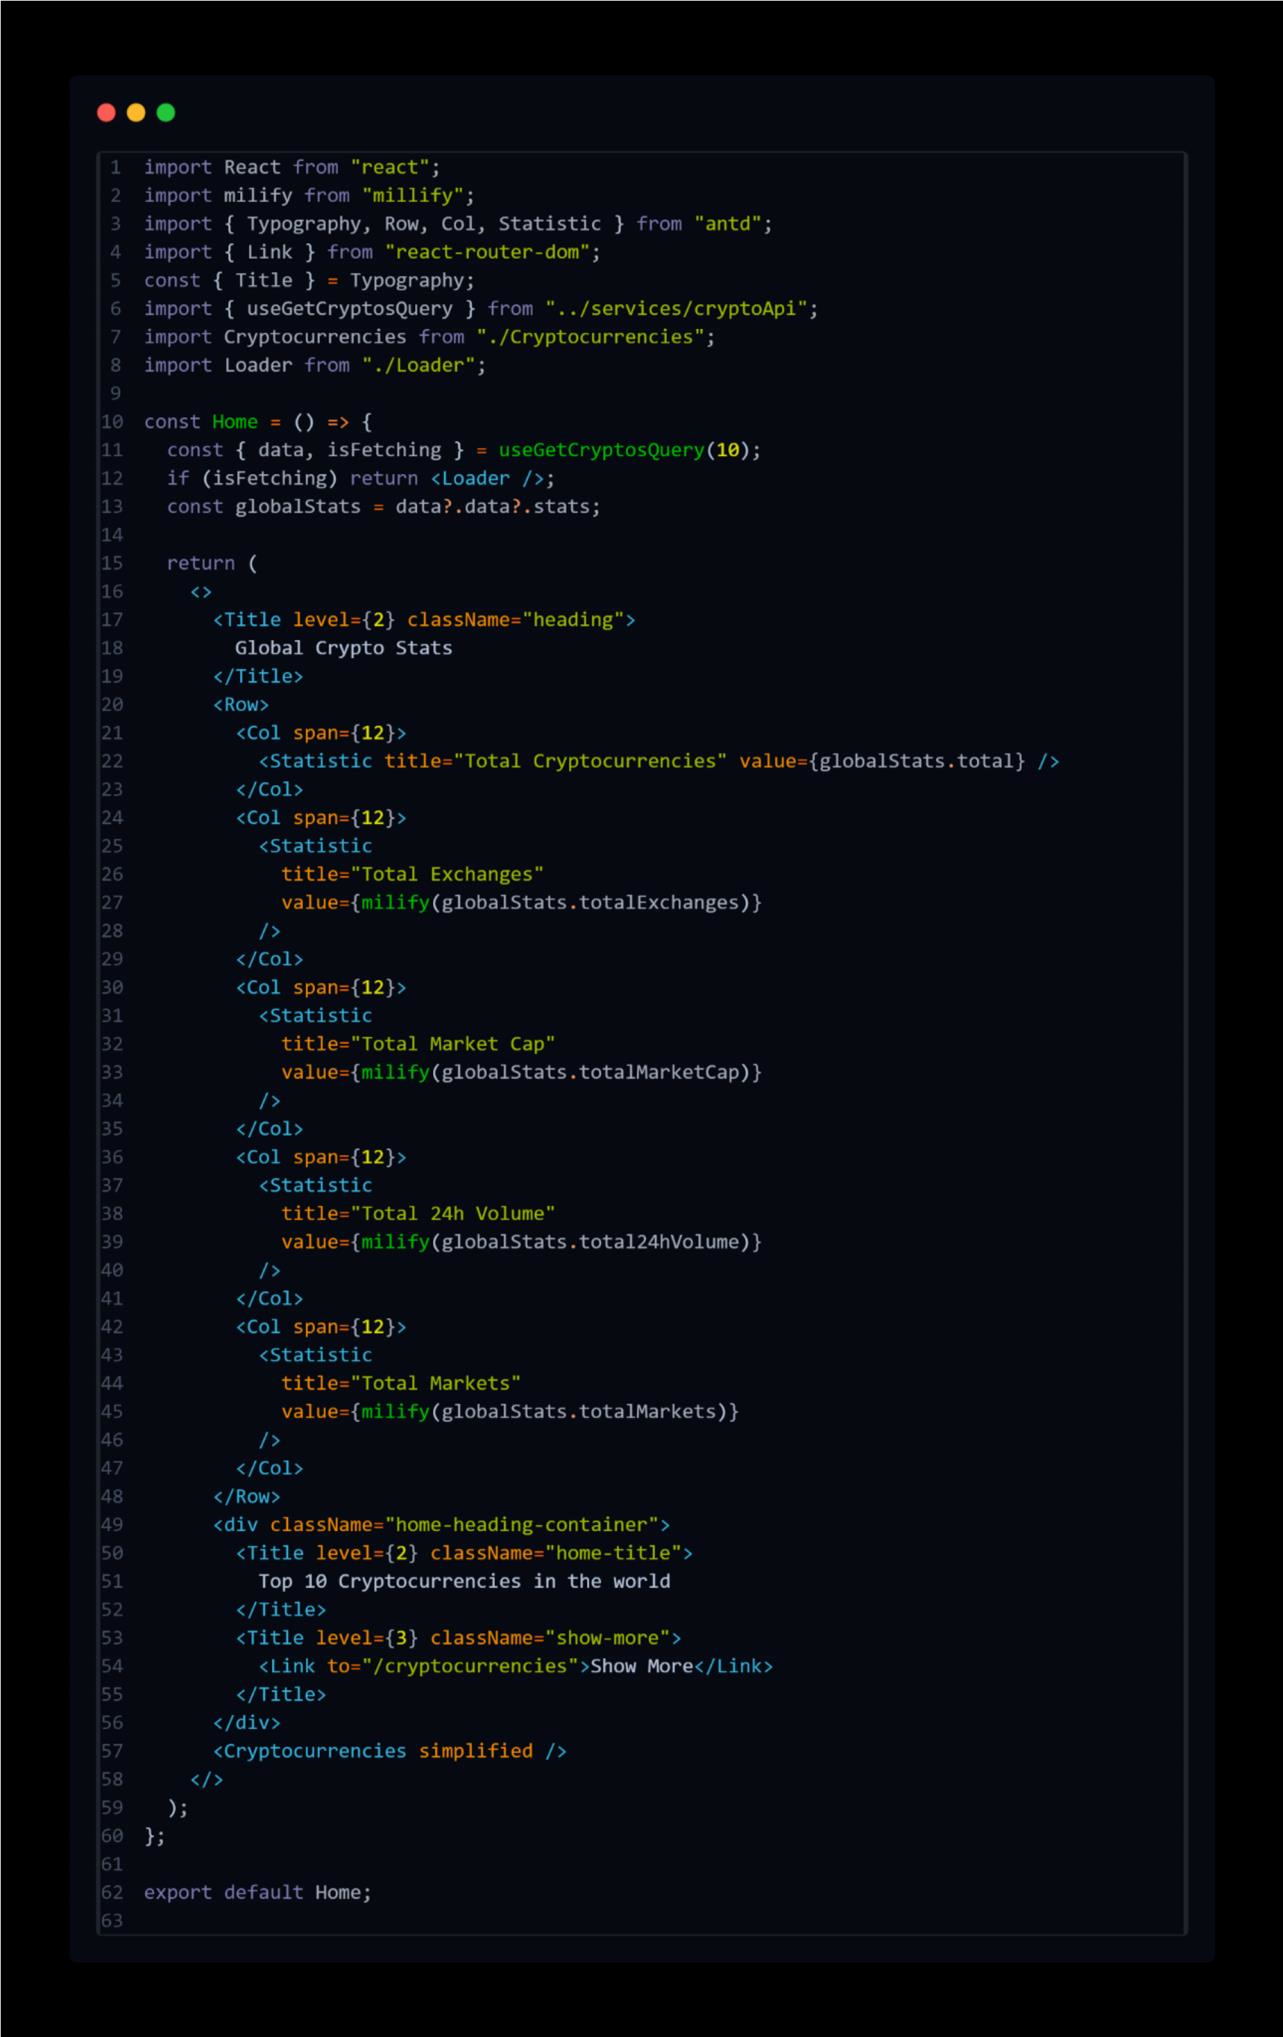 1 import React from "react";
2 import milify from "millify";
3 import { Typography, Row, Col, Statistic } from "antd";
4 import { Link } from "react-router-dom";
5 const { Title } = Typography;
6 import { useGetCryptosQuery } from "../services/cryptoApi";
7 import Cryptocurrencies from "./Cryptocurrencies";
8 import Loader from "./Loader";
9
10 const Home = () => {
11   const { data, isFetching } = useGetCryptosQuery(10);
12   if (isFetching) return <Loader />;
13   const globalStats = data?.data?.stats;
14
15   return (
16     <>
17       <Title level={2} className="heading">
18         Global Crypto Stats
19       </Title>
20       <Row>
21         <Col span={12}>
22           <Statistic title="Total Cryptocurrencies" value={globalStats.total} />
23         </Col>
24         <Col span={12}>
25           <Statistic
26             title="Total Exchanges"
27             value={milify(globalStats.totalExchanges)}
28           />
29         </Col>
30         <Col span={12}>
31           <Statistic
32             title="Total Market Cap"
33             value={milify(globalStats.totalMarketCap)}
34           />
35         </Col>
36         <Col span={12}>
37           <Statistic
38             title="Total 24h Volume"
39             value={milify(globalStats.total24hVolume)}
40           />
41         </Col>
42         <Col span={12}>
43           <Statistic
44             title="Total Markets"
45             value={milify(globalStats.totalMarkets)}
46           />
47         </Col>
48       </Row>
49       <div className="home-heading-container">
50         <Title level={2} className="home-title">
51           Top 10 Cryptocurrencies in the world
52         </Title>
53         <Title level={3} className="show-more">
54           <Link to="/cryptocurrencies">Show More</Link>
55         </Title>
56       </div>
57       <Cryptocurrencies simplified />
58     </>
59   );
60 };
61
62 export default Home;
63